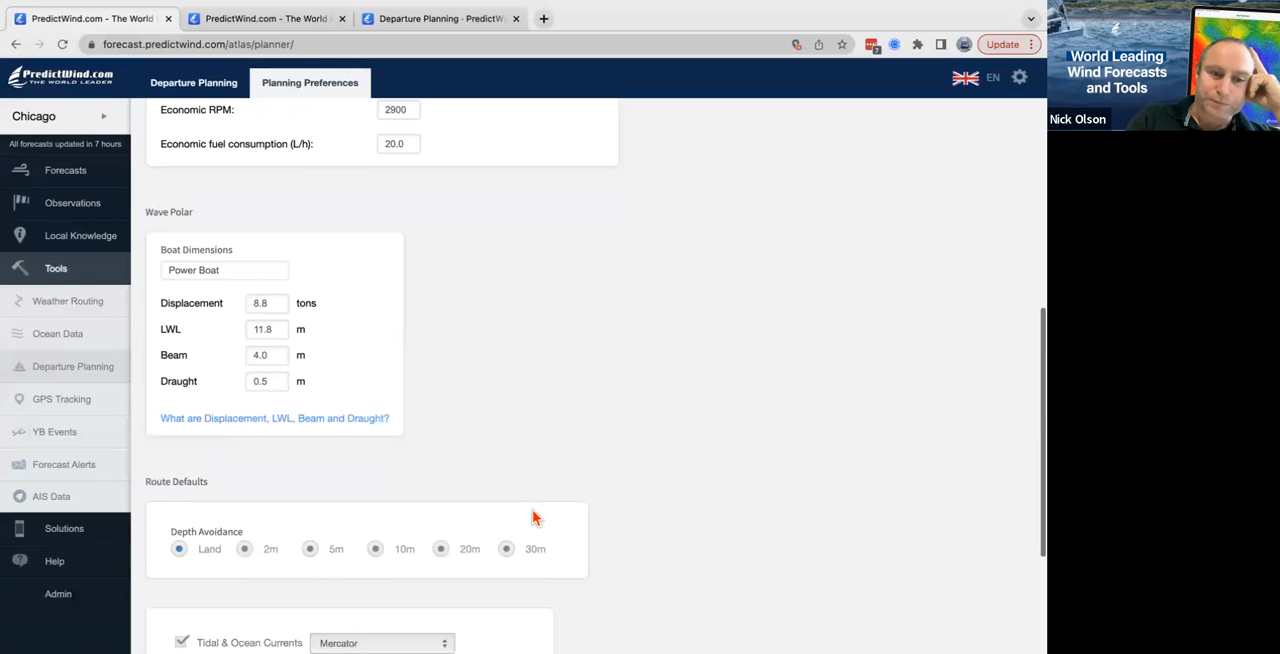 PredictWind.com - The World
PredictWind.com - The World
Departure Planning · PredictW
forecast.predictwind.com/atlas/planner/
7
Update
PredictWind.com
THE WORLD LEADER
Departure Planning
Planning Preferences
EN
Chicago
All forecasts updated in 7 hours
Forecasts
Observations
Local Knowledge
Tools
Weather Routing
Ocean Data
Departure Planning
GPS Tracking
YB Events
Forecast Alerts
AIS Data
Solutions
Help
Admin
Economic RPM: 2900
Economic fuel consumption (L/h): 20.0
Wave Polar
Boat Dimensions
Power Boat
Displacement 8.8 tons
LWL 11.8 m
Beam 4.0 m
Draught 0.5 m
What are Displacement, LWL, Beam and Draught?
Route Defaults
Depth Avoidance
Land 2m 5m 10m 20m 30m
Tidal & Ocean Currents Mercator
World Leading
Wind Forecasts
and Tools
Nick Olson